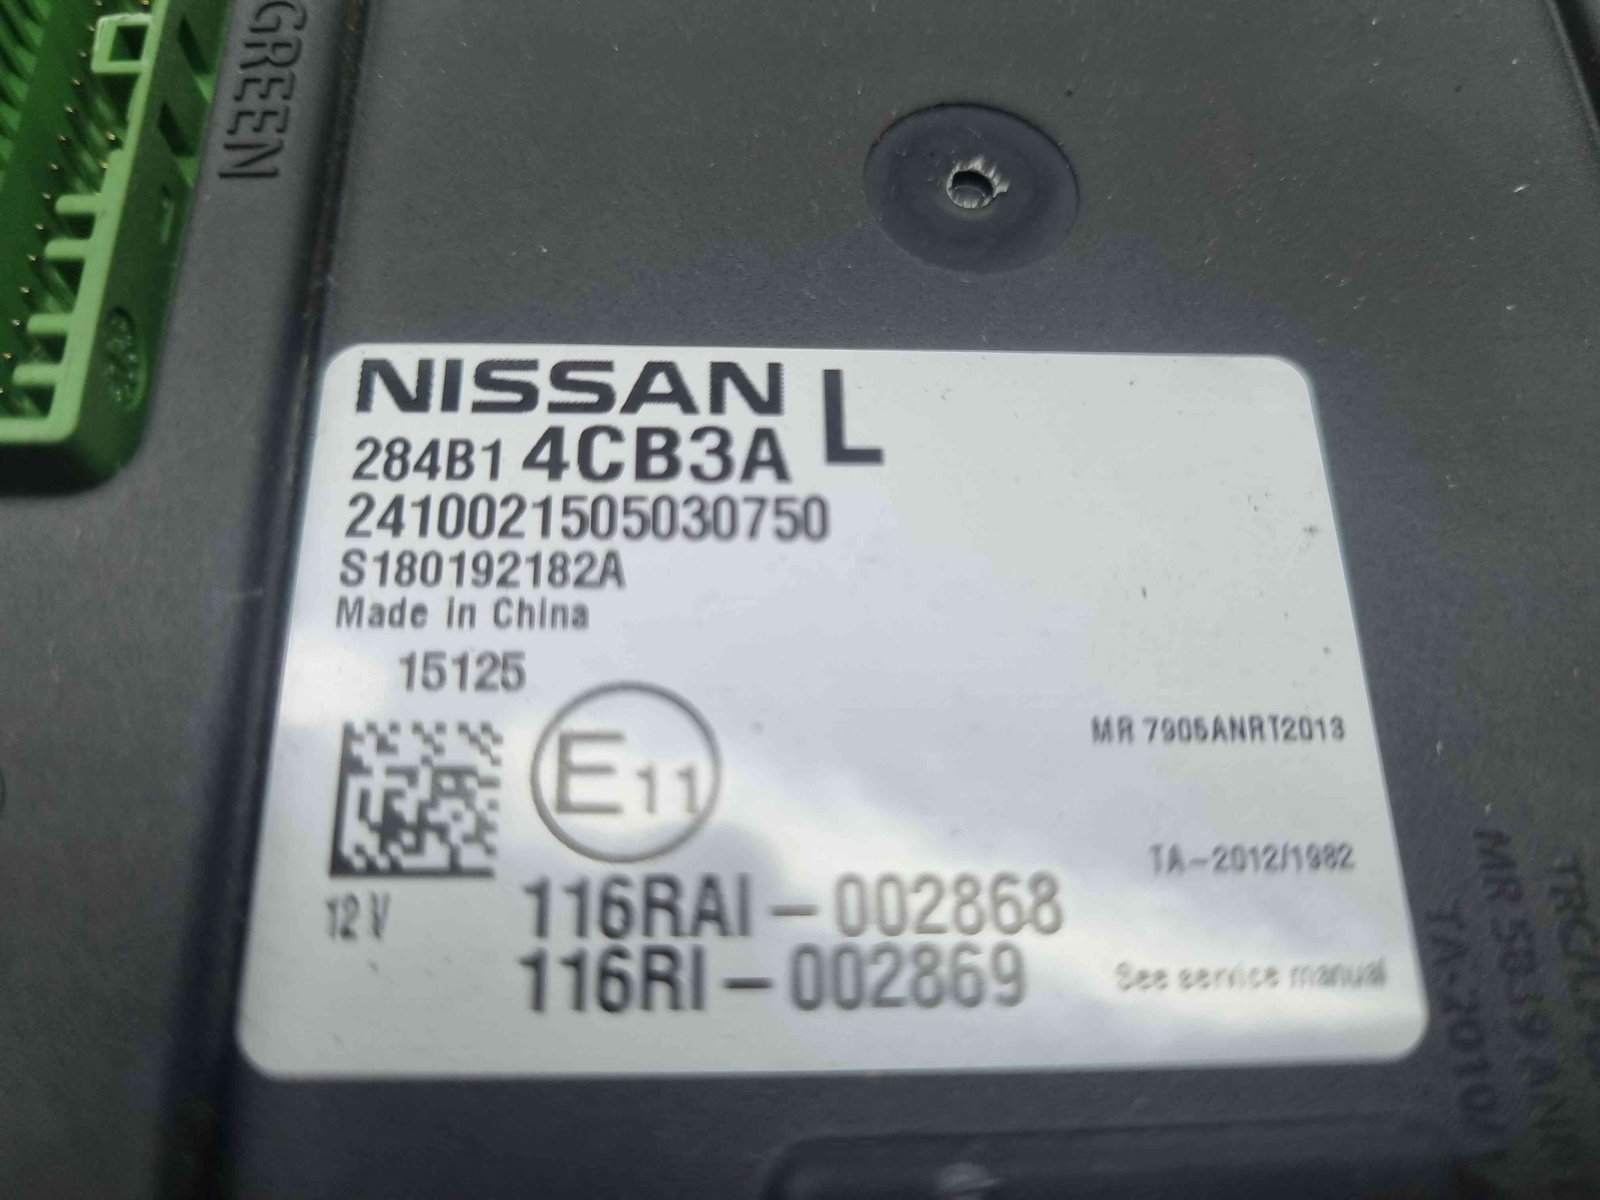 GREEN
NISSAN L
284B1 4CB3A
2410021505030750
S180192182A
Made in China
15125
E11
MR 7905ANRT2013
TA-2012/1982
12 V
116RAI-002868
116RI-002869
See service manual